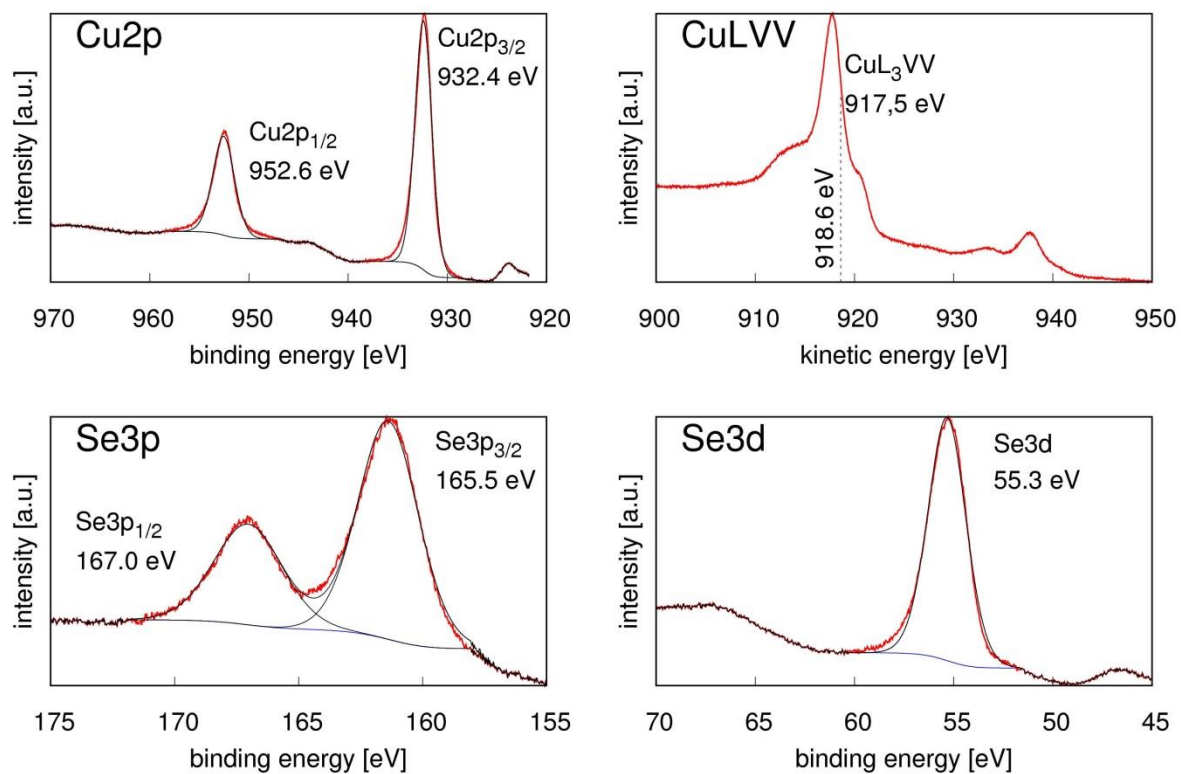 Cu2p
Cu2p3/2
932.4 eV
Cu2p1/2
952.6 eV
intensity [a.u.]
970 960 950 940 930 920
binding energy [eV]
CuLVV
CuL3VV
917,5 eV
918.6 eV
intensity [a.u.]
900 910 920 930 940 950
kinetic energy [eV]
Se3p
Se3p3/2
165.5 eV
Se3p1/2
167.0 eV
intensity [a.u.]
175 170 165 160 155
binding energy [eV]
Se3d
Se3d
55.3 eV
intensity [a.u.]
70 60 55 50 45
binding energy [eV]